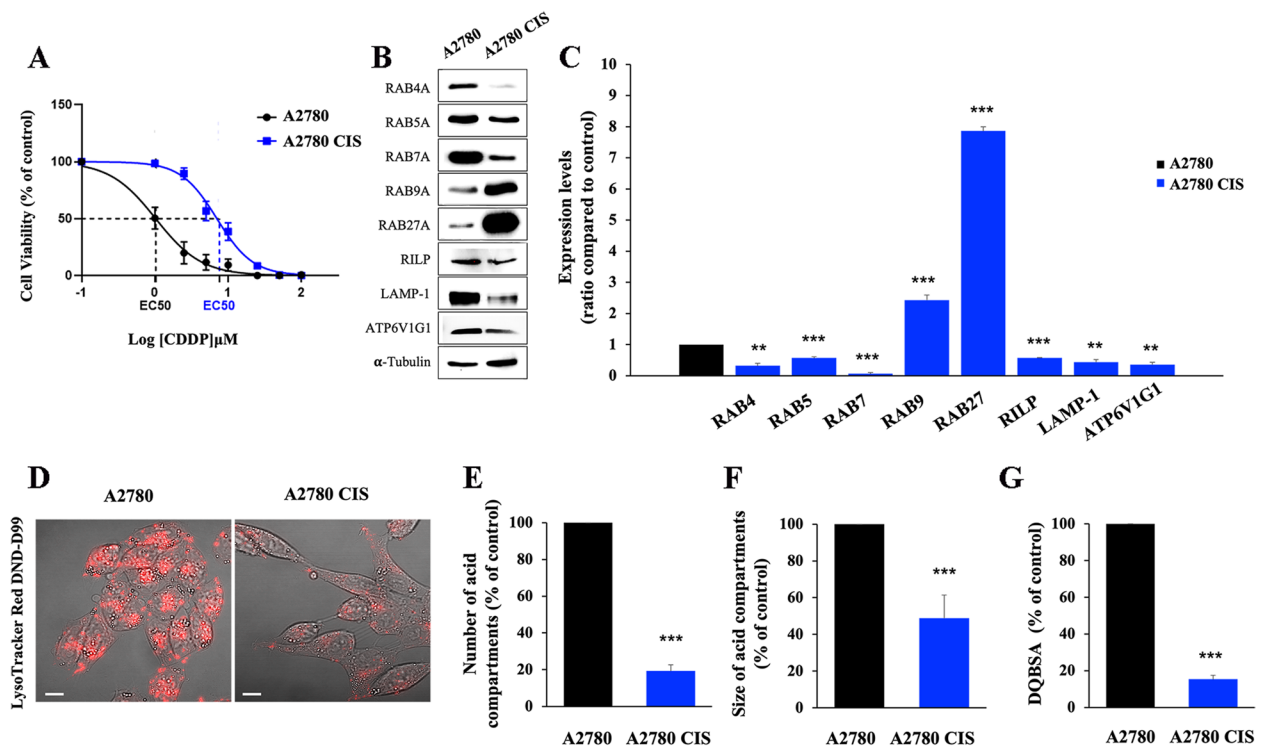 A
Cell Viability (% of control)
150
100
50
0
-1
0
1
2
EC50
EC50
Log [CDDP]μM
A2780
A2780 CIS
B
A2780
A2780 CIS
RAB4A
RAB5A
RAB7A
RAB9A
RAB27A
RILP
LAMP-1
ATP6V1G1
α-Tubulin
C
Expression levels
(ratio compared to control)
10
9
8
7
6
5
4
3
2
1
0
**
***
***
***
***
***
**
**
RAB4
RAB5
RAB7
RAB9
RAB27
RILP
LAMP-1
ATP6V1G1
A2780
A2780 CIS
D
A2780
A2780 CIS
LysoTracker Red DND-D99
E
Number of acid
compartments (% of control)
100
80
60
40
20
0
***
A2780
A2780 CIS
F
Size of acid compartments
(% of control)
100
80
60
40
20
0
***
A2780
A2780 CIS
G
DQBSA (% of control)
100
80
60
40
20
0
***
A2780
A2780 CIS